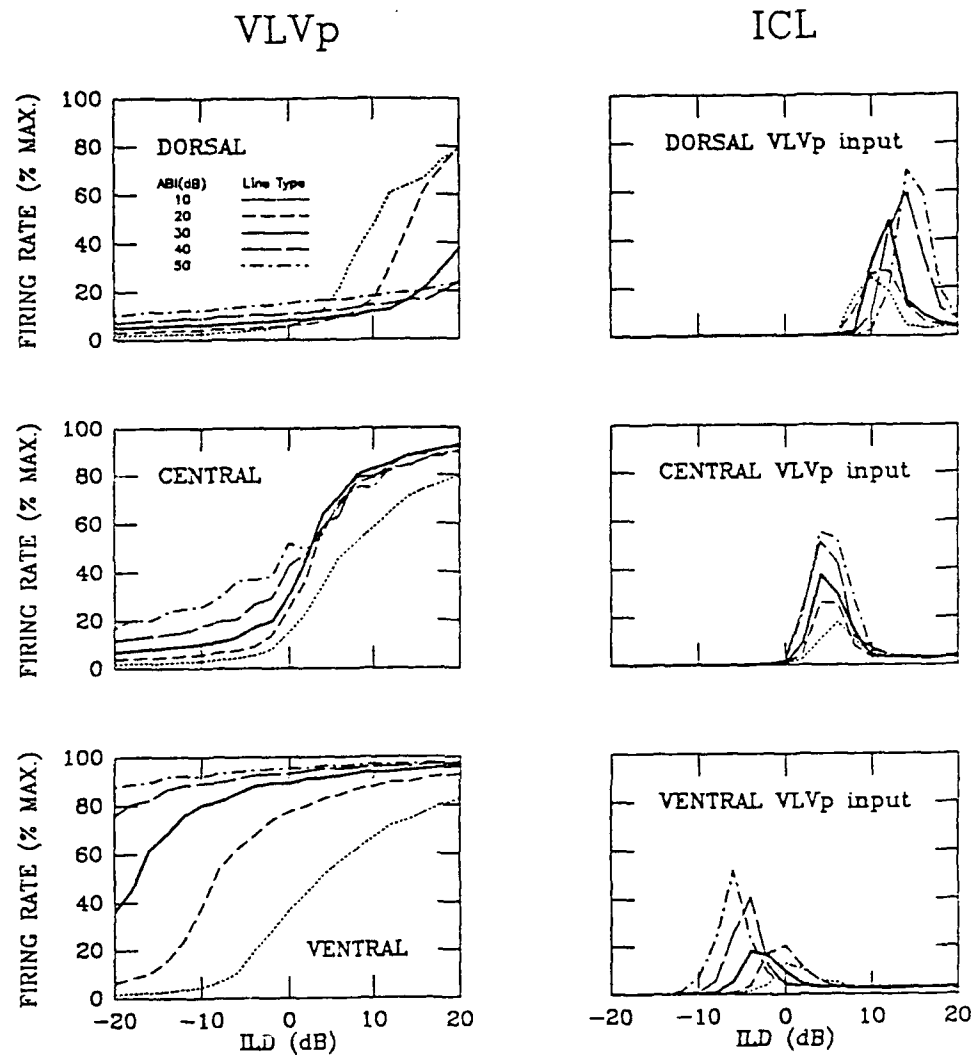 VLVp
ICL
FIRING RATE (% MAX.)
100
80
60
40
20
0
DORSAL
ABI(dB) Line Type
10
20
30
40
50
DORSAL VLVp input
FIRING RATE (% MAX.)
100
80
60
40
20
0
CENTRAL
CENTRAL VLVp input
FIRING RATE (% MAX.)
100
80
60
40
20
0
VENTRAL
VENTRAL VLVp input
-20 -10 0 10 20
ILD (dB)
-20 -10 0 10 20
ILD (dB)